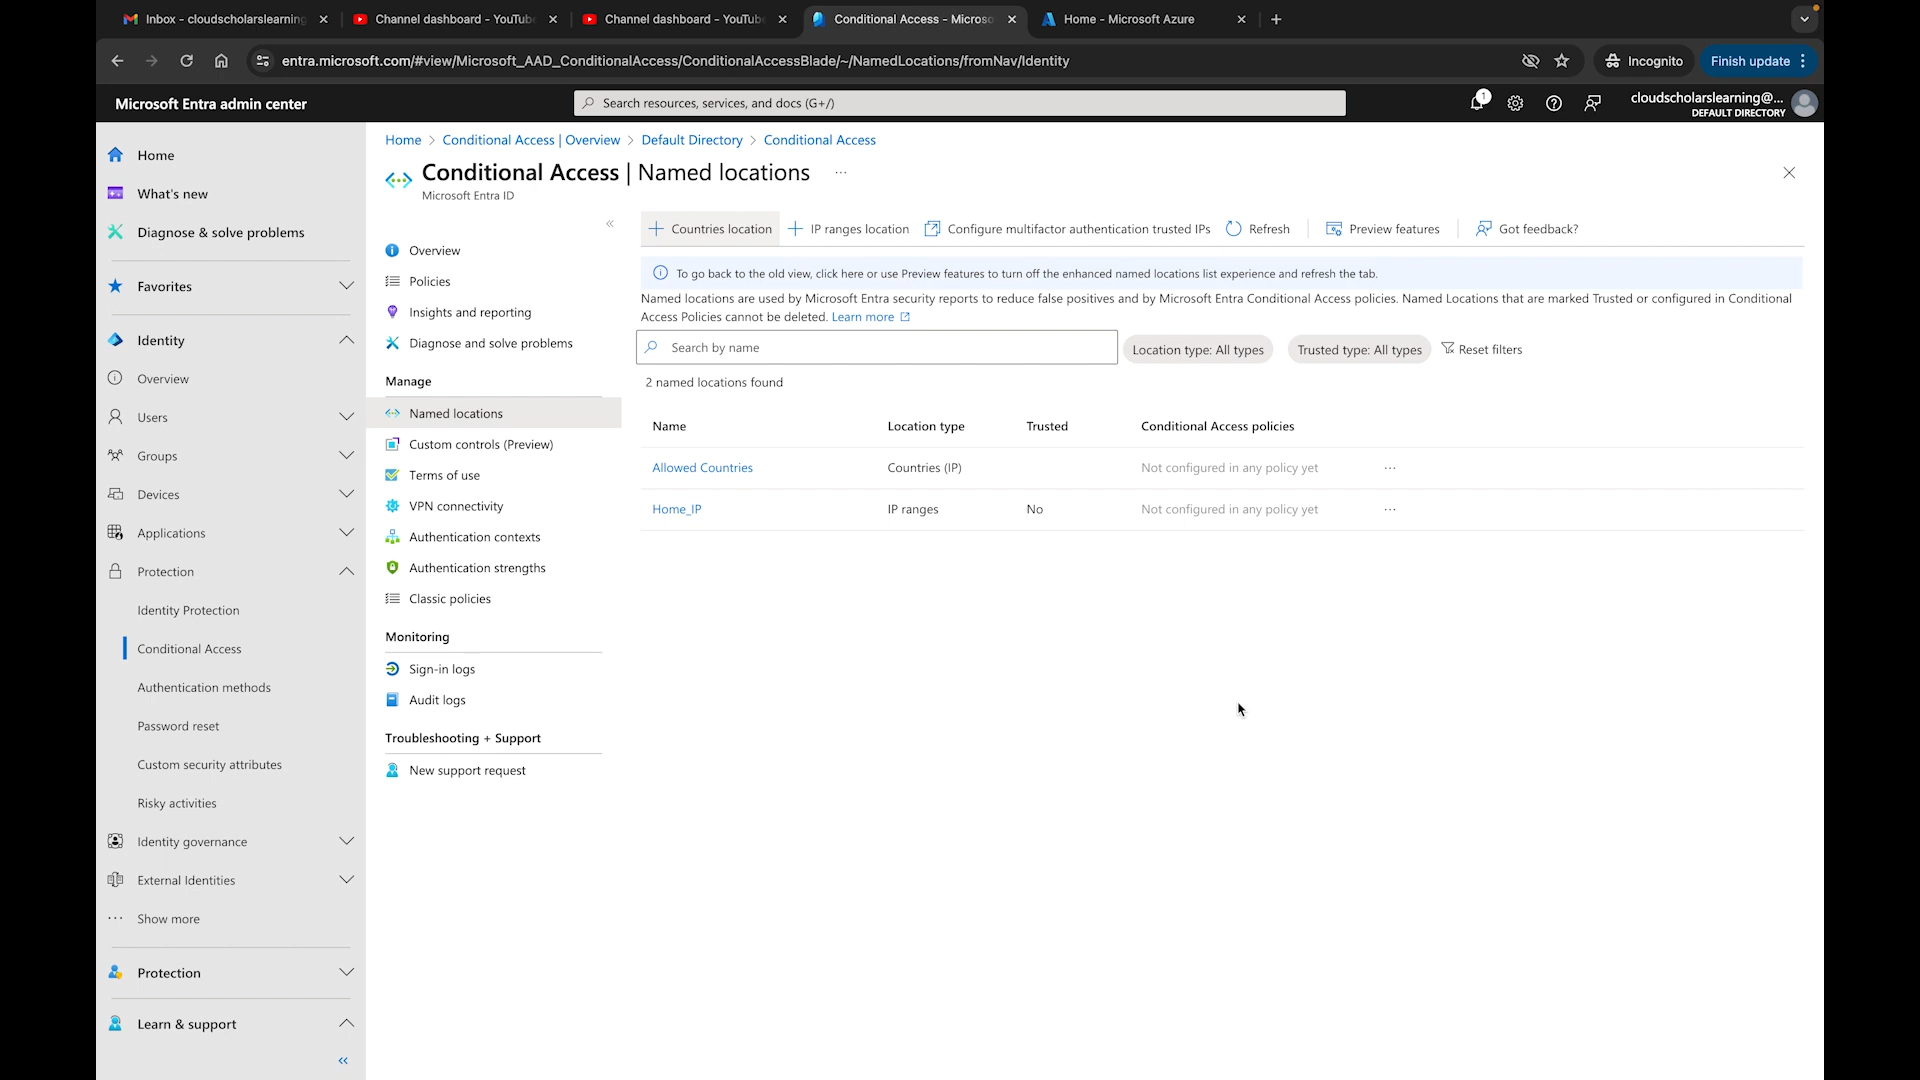 Inbox - cloudscholarslearning
Channel dashboard - YouTube
Channel dashboard - YouTube
Conditional Access - Microso
Home - Microsoft Azure
entra.microsoft.com/#view/Microsoft_AAD_ConditionalAccess/ConditionalAccessBlade/~/NamedLocations/fromNav/Identity
Incognito
Finish update
Microsoft Entra admin center
Search resources, services, and docs (G+/)
1
cloudscholarslearning@...
DEFAULT DIRECTORY
Home
What's new
Diagnose & solve problems
Favorites
Identity
Overview
Users
Groups
Devices
Applications
Protection
Identity Protection
Conditional Access
Authentication methods
Password reset
Custom security attributes
Risky activities
Identity governance
External Identities
Show more
Protection
Learn & support
Home > Conditional Access | Overview > Default Directory > Conditional Access
Conditional Access | Named locations ...
Microsoft Entra ID
Overview
Policies
Insights and reporting
Diagnose and solve problems
Manage
Named locations
Custom controls (Preview)
Terms of use
VPN connectivity
Authentication contexts
Authentication strengths
Classic policies
Monitoring
Sign-in logs
Audit logs
Troubleshooting + Support
New support request
Countries location
IP ranges location
Configure multifactor authentication trusted IPs
Refresh
Preview features
Got feedback?
To go back to the old view, click here or use Preview features to turn off the enhanced named locations list experience and refresh the tab.
Named locations are used by Microsoft Entra security reports to reduce false positives and by Microsoft Entra Conditional Access policies. Named Locations that are marked Trusted or configured in Conditional
Access Policies cannot be deleted. Learn more
Search by name
Location type: All types
Trusted type: All types
Reset filters
2 named locations found
Name Location type Trusted Conditional Access policies
Allowed Countries Countries (IP) Not configured in any policy yet ...
Home_IP IP ranges No Not configured in any policy yet ...